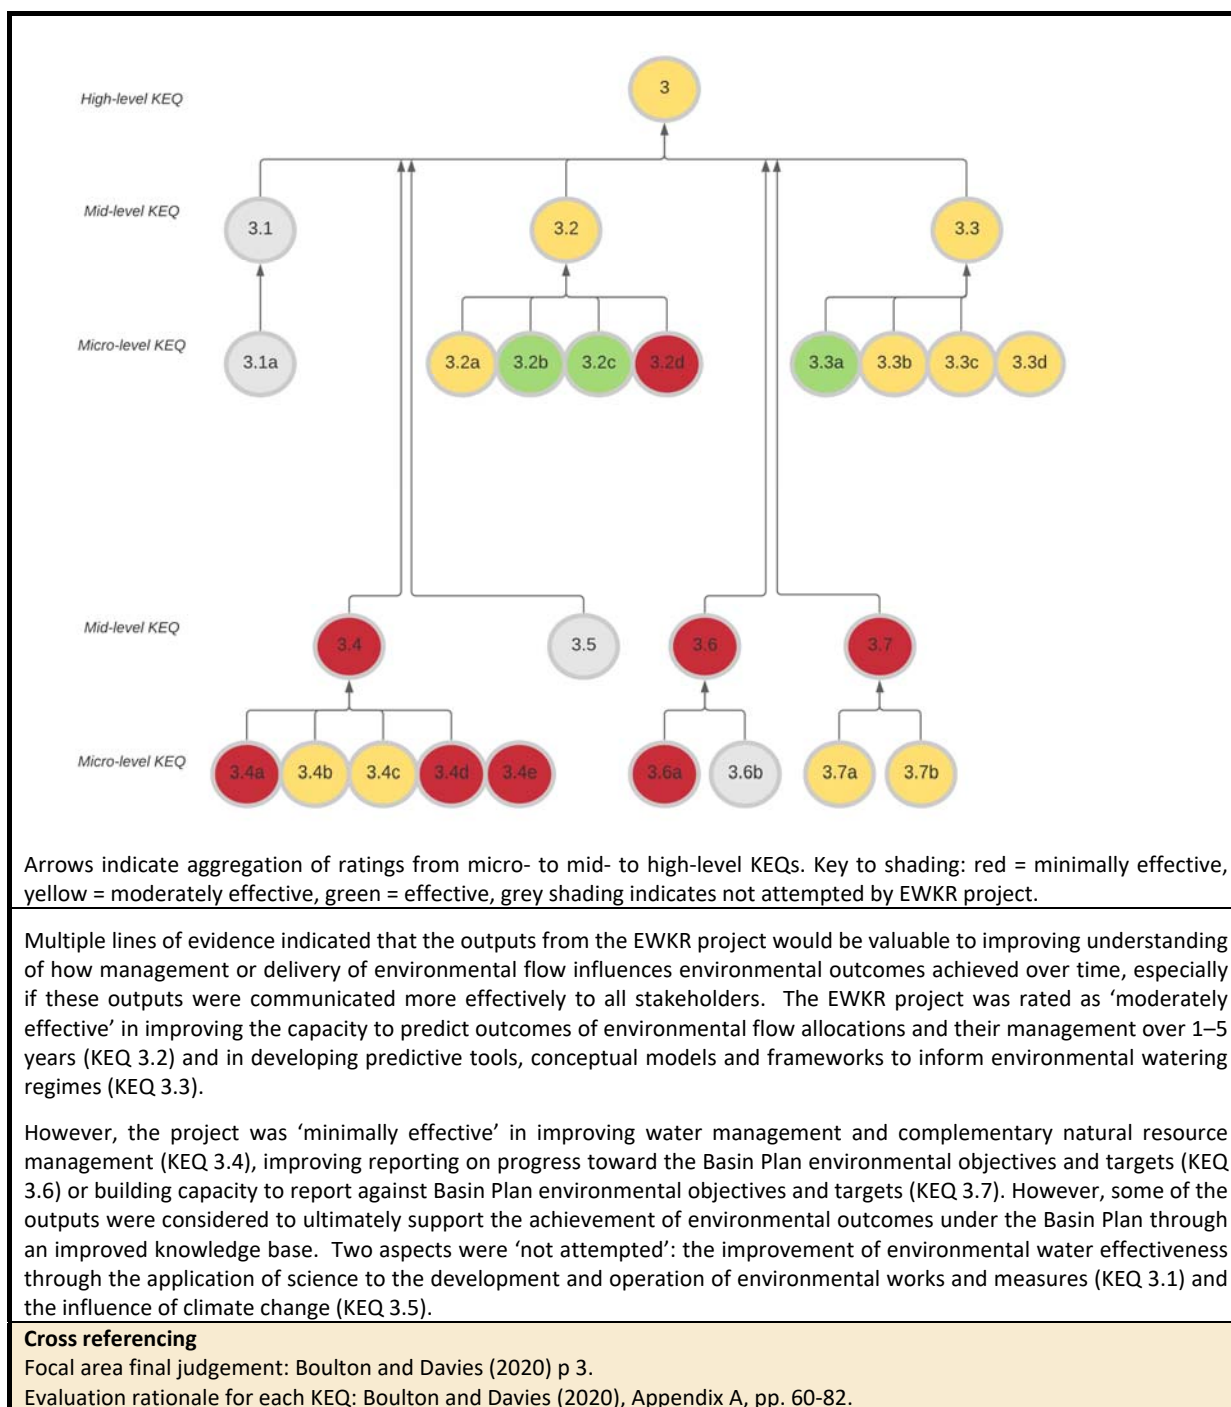 High-level KEQ
3
Mid-level KEQ
3.1
3.2
3.3
Micro-level KEQ
3.1a
3.2a
3.2b
3.2c
3.2d
3.3a
3.3b
3.3c
3.3d
Mid-level KEQ
3.4
3.5
3.6
3.7
Micro-level KEQ
3.4a
3.4b
3.4c
3.4d
3.4e
3.6a
3.6b
3.7a
3.7b
Arrows indicate aggregation of ratings from micro- to mid- to high-level KEQs. Key to shading: red = minimally effective,
yellow = moderately effective, green = effective, grey shading indicates not attempted by EWKR project.
Multiple lines of evidence indicated that the outputs from the EWKR project would be valuable to improving understanding
of how management or delivery of environmental flow influences environmental outcomes achieved over time, especially
if these outputs were communicated more effectively to all stakeholders. The EWKR project was rated as ‘moderately
effective’ in improving the capacity to predict outcomes of environmental flow allocations and their management over 1–5
years (KEQ 3.2) and in developing predictive tools, conceptual models and frameworks to inform environmental watering
regimes (KEQ 3.3).
However, the project was ‘minimally effective’ in improving water management and complementary natural resource
management (KEQ 3.4), improving reporting on progress toward the Basin Plan environmental objectives and targets (KEQ
3.6) or building capacity to report against Basin Plan environmental objectives and targets (KEQ 3.7). However, some of the
outputs were considered to ultimately support the achievement of environmental outcomes under the Basin Plan through
an improved knowledge base. Two aspects were ‘not attempted’: the improvement of environmental water effectiveness
through the application of science to the development and operation of environmental works and measures (KEQ 3.1) and
the influence of climate change (KEQ 3.5).
Cross referencing
Focal area final judgement: Boulton and Davies (2020) p 3.
Evaluation rationale for each KEQ: Boulton and Davies (2020), Appendix A, pp. 60-82.